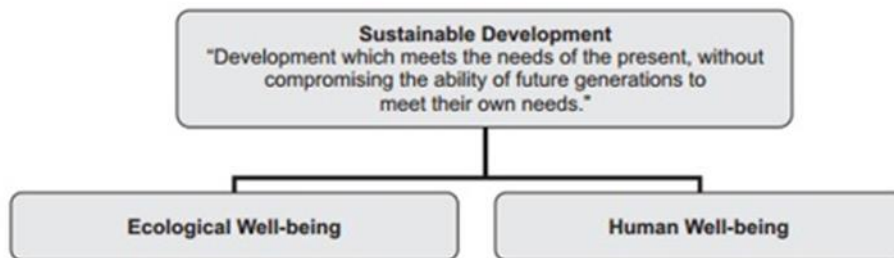 Sustainable Development
"Development which meets the needs of the present, without
compromising the ability of future generations to
meet their own needs."
Ecological Well-being
Human Well-being